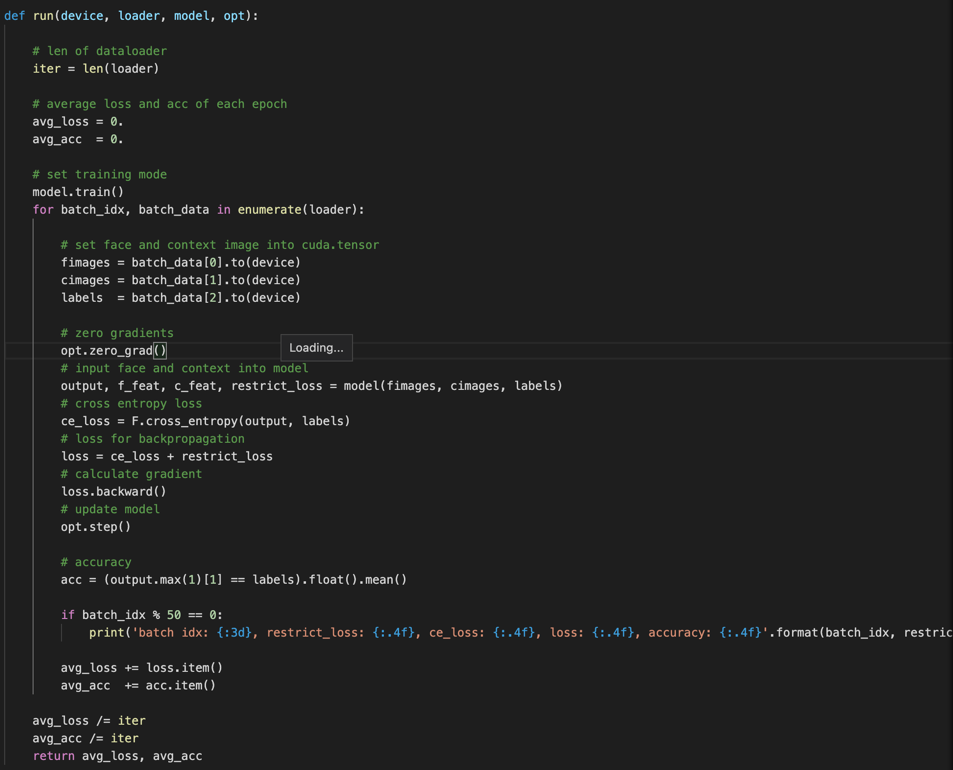 def run(device, loader, model, opt):
# len of dataloader
iter = len(loader)
# average loss and acc of each epoch
avg_loss = 0.
avg_acc  = 0.
# set training mode
model.train()
for batch_idx, batch_data in enumerate(loader):
# set face and context image into cuda.tensor
fimages = batch_data[0].to(device)
cimages = batch_data[1].to(device)
labels  = batch_data[2].to(device)
# zero gradients
opt.zero_grad()
Loading...
# input face and context into model
output, f_feat, c_feat, restrict_loss = model(fimages, cimages, labels)
# cross entropy loss
ce_loss = F.cross_entropy(output, labels)
# loss for backpropagation
loss = ce_loss + restrict_loss
# calculate gradient
loss.backward()
# update model
opt.step()
# accuracy
acc = (output.max(1)[1] == labels).float().mean()
if batch_idx % 50 == 0:
print('batch idx: {:3d}, restrict_loss: {:.4f}, ce_loss: {:.4f}, loss: {:.4f}, accuracy: {:.4f}'.format(batch_idx, restric
avg_loss += loss.item()
avg_acc  += acc.item()
avg_loss /= iter
avg_acc /= iter
return avg_loss, avg_acc